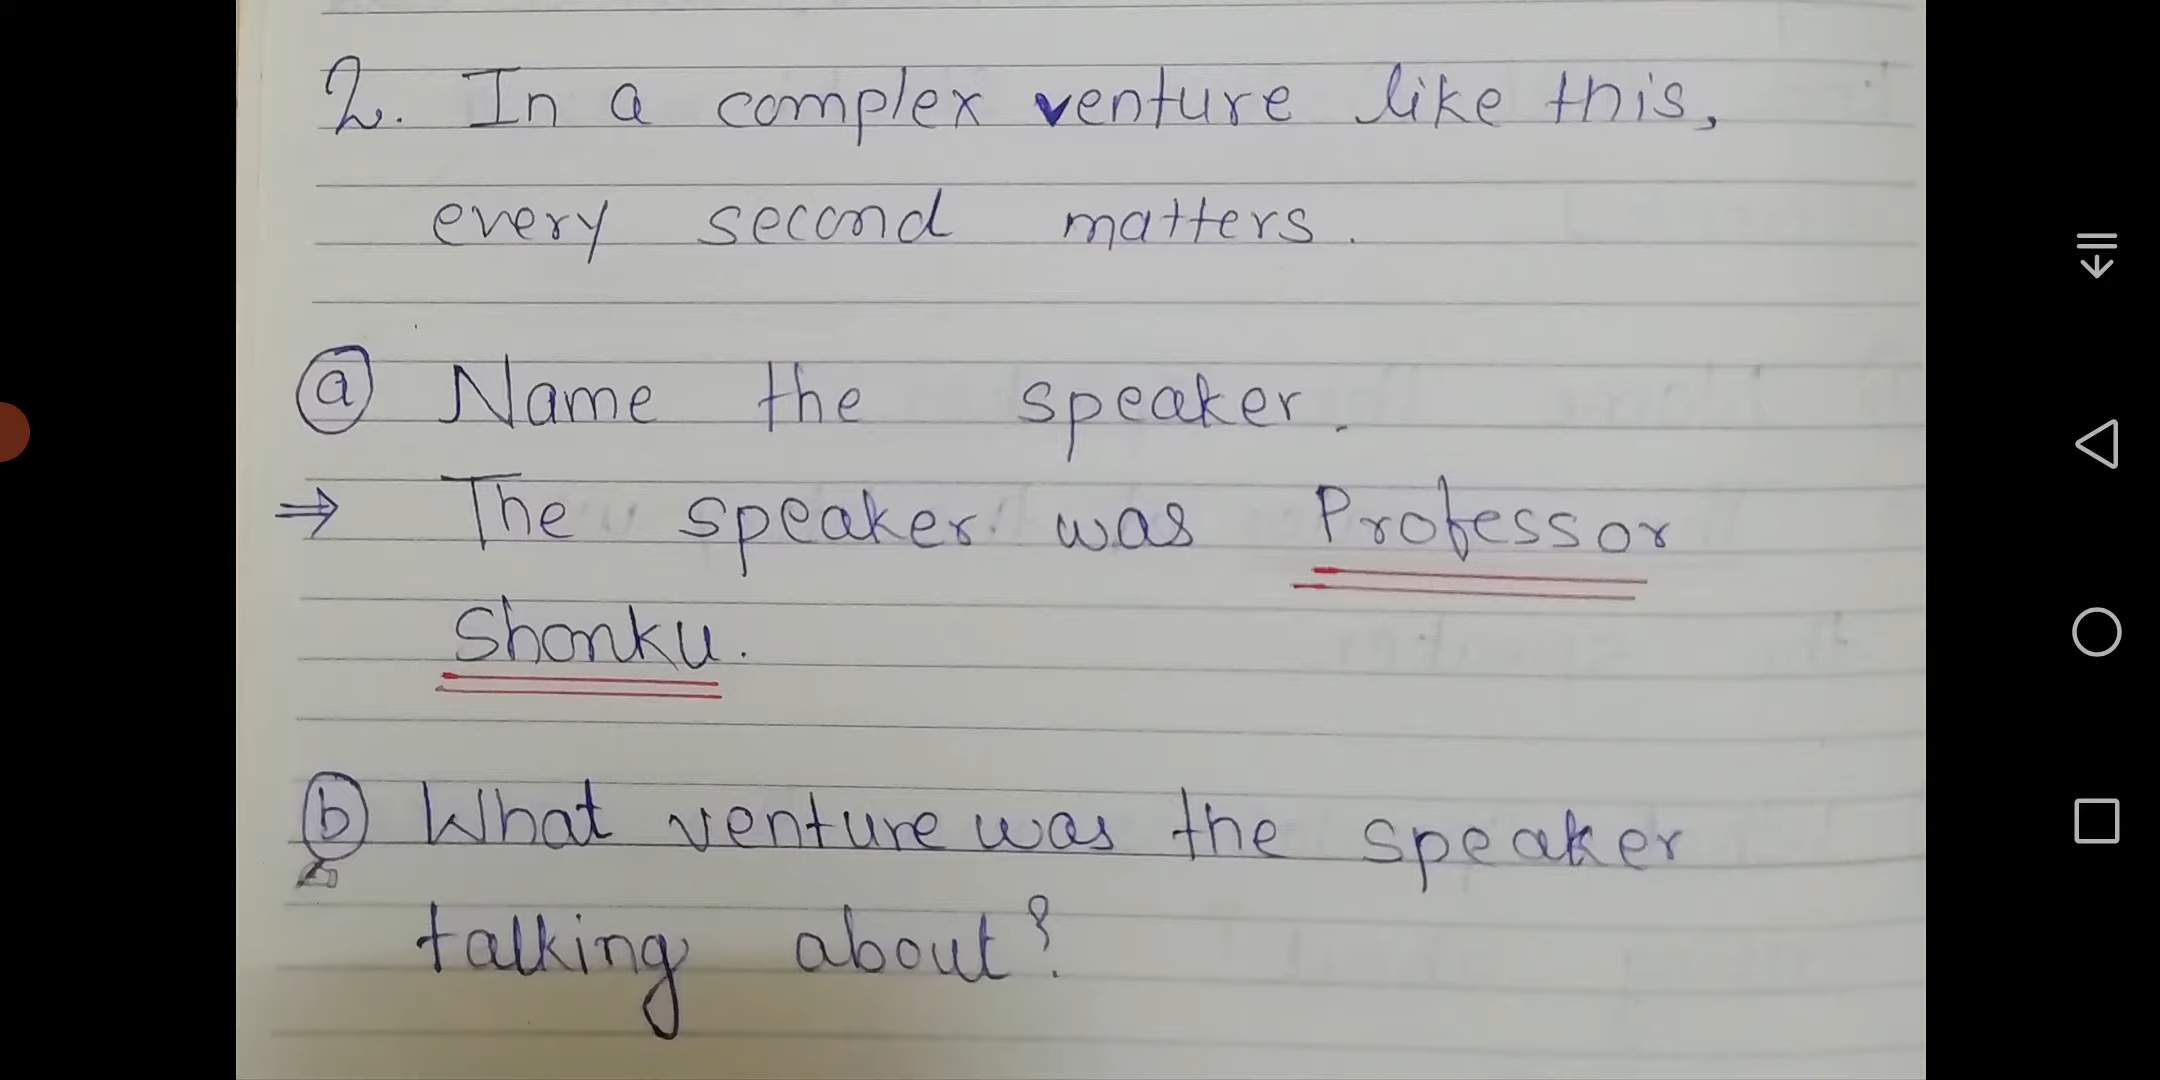 2. In a complex venture like this,
every second matters.
a Name the speaker.
⇒ The speaker was Professor
Shonku.
b What venture was the speaker
talking about?